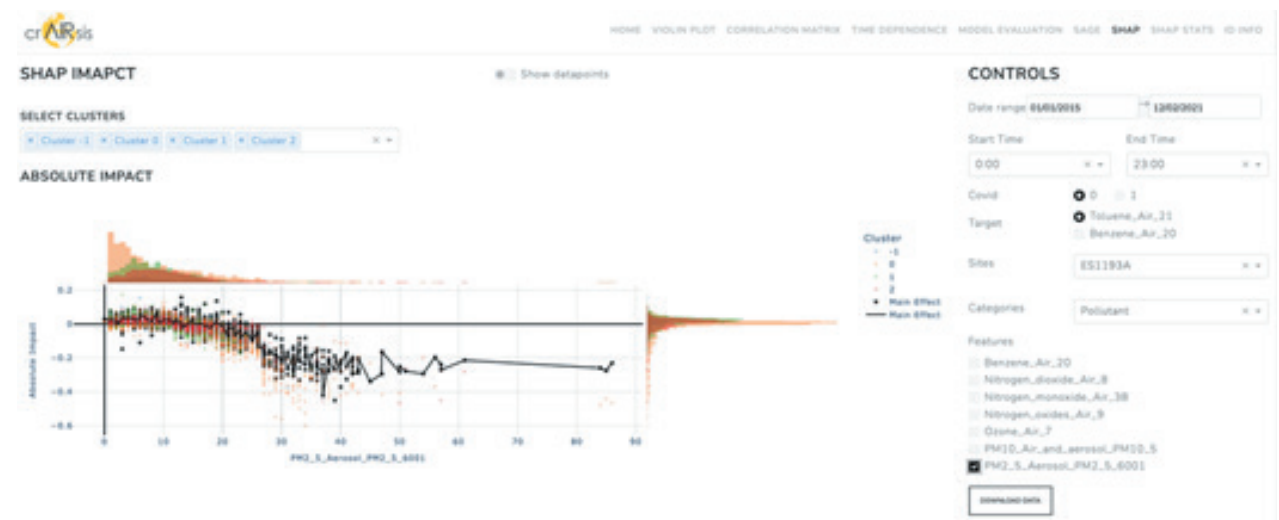 crAIRsis
HOME VIOLIN PLOT CORRELATION MATRIX TIME DEPENDENCE MODEL EVALUATION SAGE SHAP SHAP STATS ID INFO
SHAP IMAPCT
Show datapoints
CONTROLS
Date range 01/01/2015 → 12/02/2021
SELECT CLUSTERS
× Cluster -1 × Cluster 0 × Cluster 1 × Cluster 2
Start Time End Time
0:00 23:00
ABSOLUTE IMPACT
Covid 0 1
Target Toluene_Air_21
Benzene_Air_20
Sites ES1193A
Categories Pollutant
Cluster
-1
0
1
2
Main Effect
Main Effect
Features
Benzene_Air_20
Nitrogen_dioxide_Air_8
Nitrogen_monoxide_Air_38
Nitrogen_oxides_Air_9
Ozone_Air_7
PM10_Air_and_aerosol_PM10_5
PM2_5_Aerosol_PM2_5_6001
DOWNLOAD DATA
Absolute Impact
0.2
0
−0.2
−0.4
−0.6
0 10 20 30 40 50 60 70 80 90
PM2_5_Aerosol_PM2_5_6001